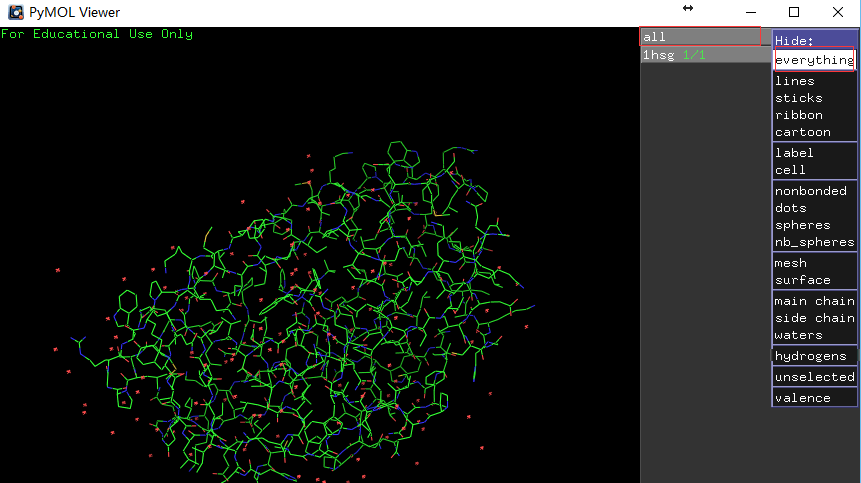 PyMOL Viewer
For Educational Use Only
all
1hsg 1/1
Hide:
everything
lines
sticks
ribbon
cartoon
label
cell
nonbonded
dots
spheres
nb_spheres
mesh
surface
main chain
side chain
waters
hydrogens
unselected
valence